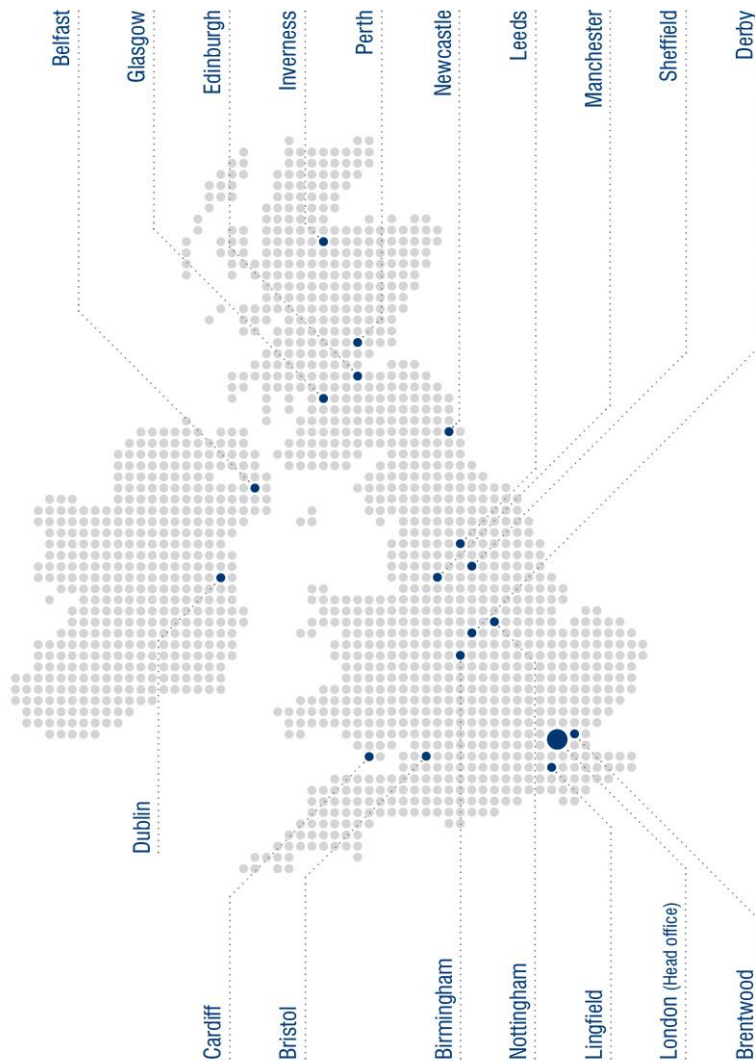 Belfast
Glasgow
Edinburgh
Inverness
Perth
Newcastle
Leeds
Manchester
Sheffield
Derby
Dublin
Cardiff
Bristol
Birmingham
Nottingham
Lingfield
London (Head office)
Brentwood